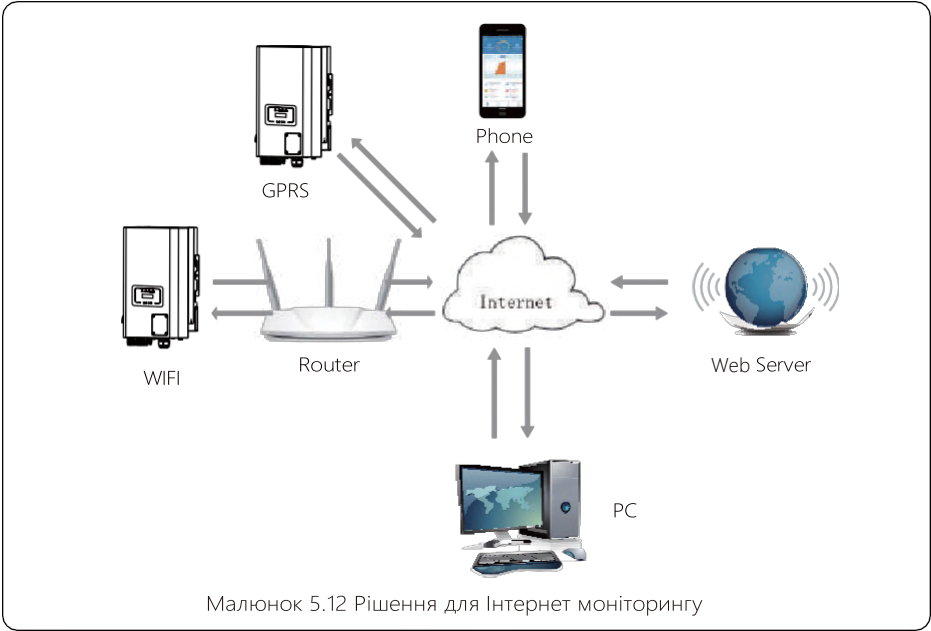 Phone
GPRS
Internet
WIFI
Router
Web Server
PC
Малюнок 5.12 Рішення для Інтернет моніторингу